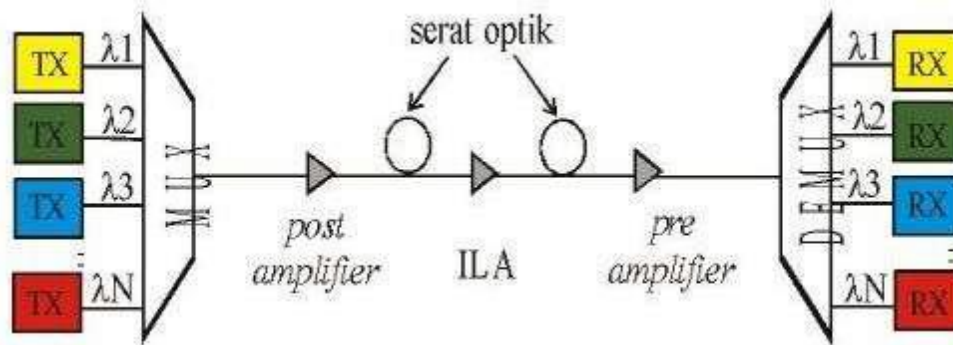 serat optik
TX λ1
TX λ2
TX λ3
TX λN
MUX
post
amplifier
ILA
pre
amplifier
DEMUX
λ1 RX
λ2 RX
λ3 RX
λN RX